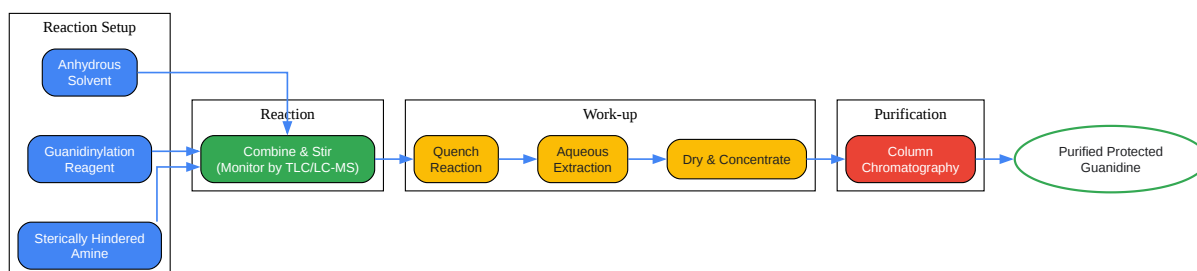 Reaction Setup
Anhydrous
Solvent
Guanidinylation
Reagent
Sterically Hindered
Amine
Reaction
Combine & Stir
(Monitor by TLC/LC-MS)
Work-up
Quench
Reaction
Aqueous
Extraction
Dry & Concentrate
Purification
Column
Chromatography
Purified Protected
Guanidine